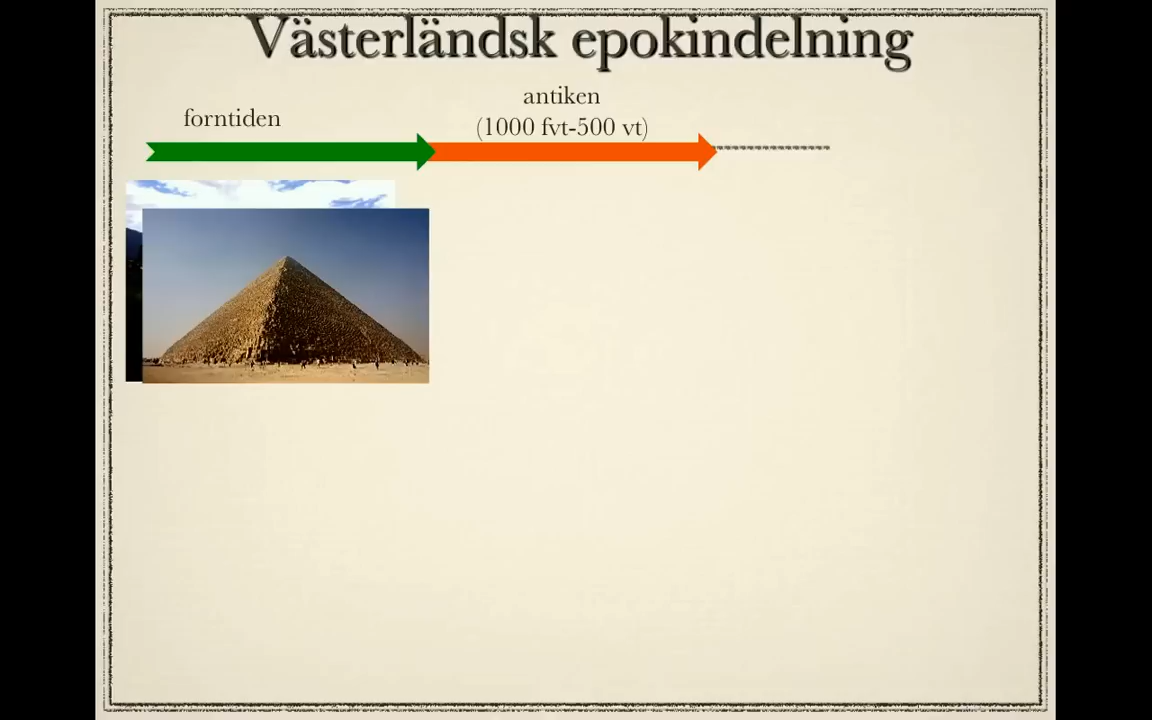 Västerländsk epokindelning
forntiden
antiken
(1000 fvt-500 vt)